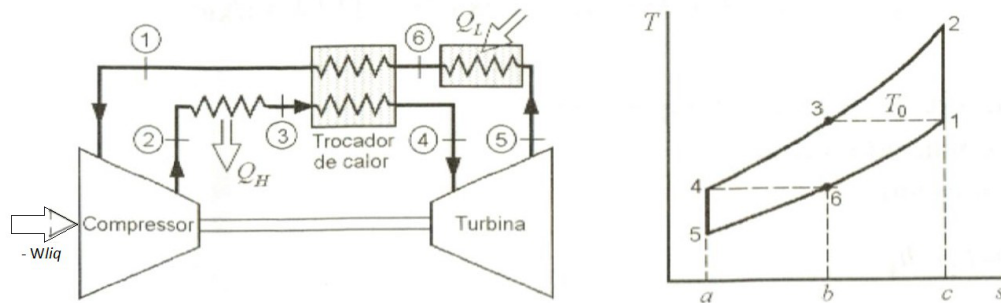 1
6
Q_L
2
3
Q_H
Trocador
de calor
4
5
Compressor
Turbina
- Wliq
T
2
3
T_0
1
4
6
5
a
b
c
s